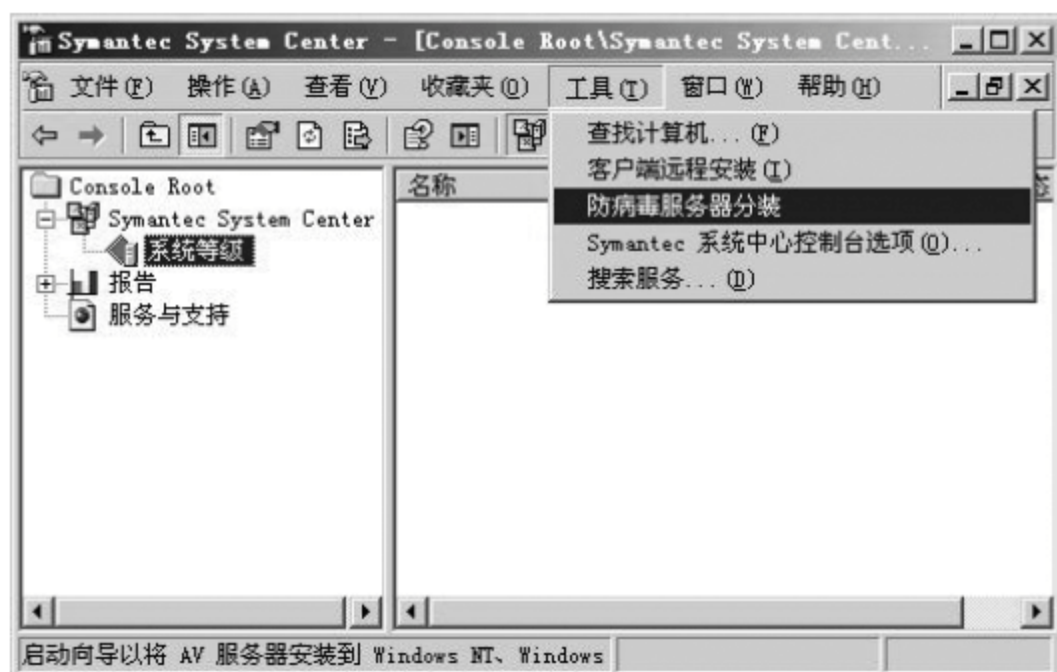 Symantec System Center - [Console Root\Symantec System Cent...
文件(F) 操作(A) 查看(V) 收藏夹(O) 工具(T) 窗口(W) 帮助(H)
查找计算机...(F)
客户端远程安装(I)
防病毒服务器分装
Symantec 系统中心控制台选项(O)...
搜索服务...(D)
Console Root
Symantec System Center
系统等级
报告
服务与支持
名称
启动向导以将 AV 服务器安装到 Windows NT、Windows